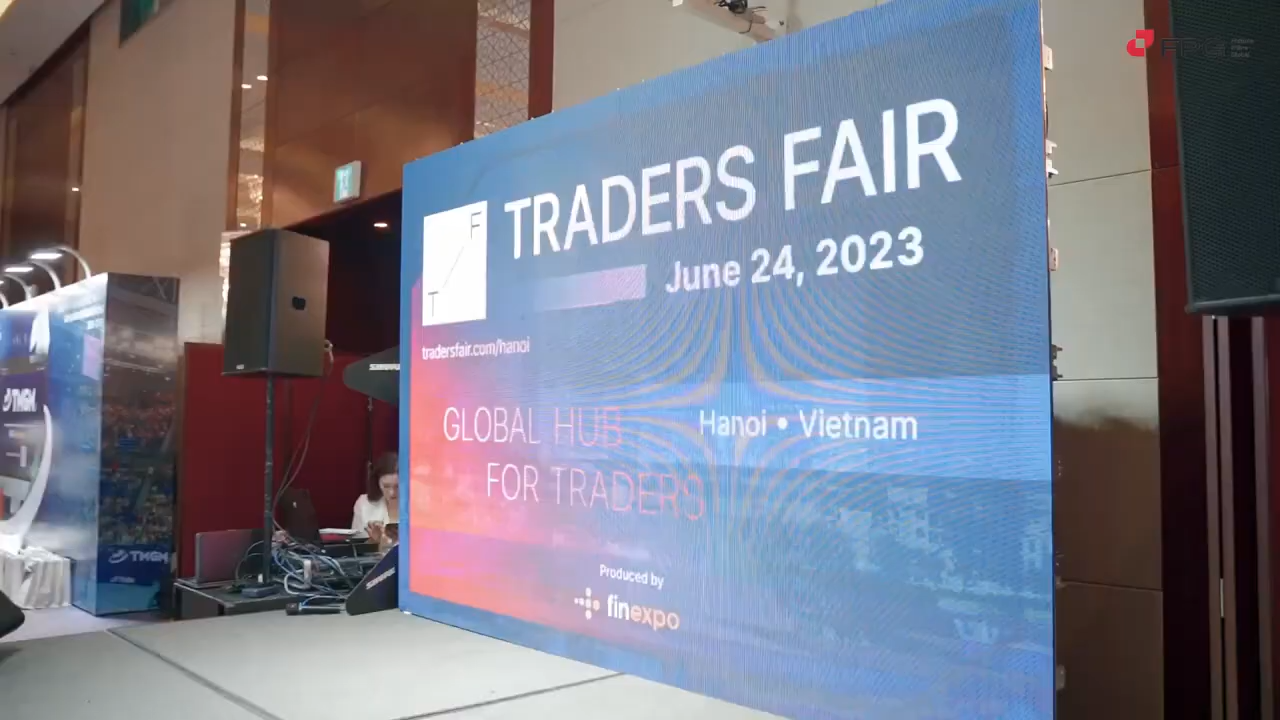 FPG
TRADERS FAIR
F
T
June 24, 2023
tradersfair.com/hanoi
GLOBAL HUB
FOR TRADERS
Hanoi • Vietnam
Produced by
finexpo
TMGM
TMGM
SHURE